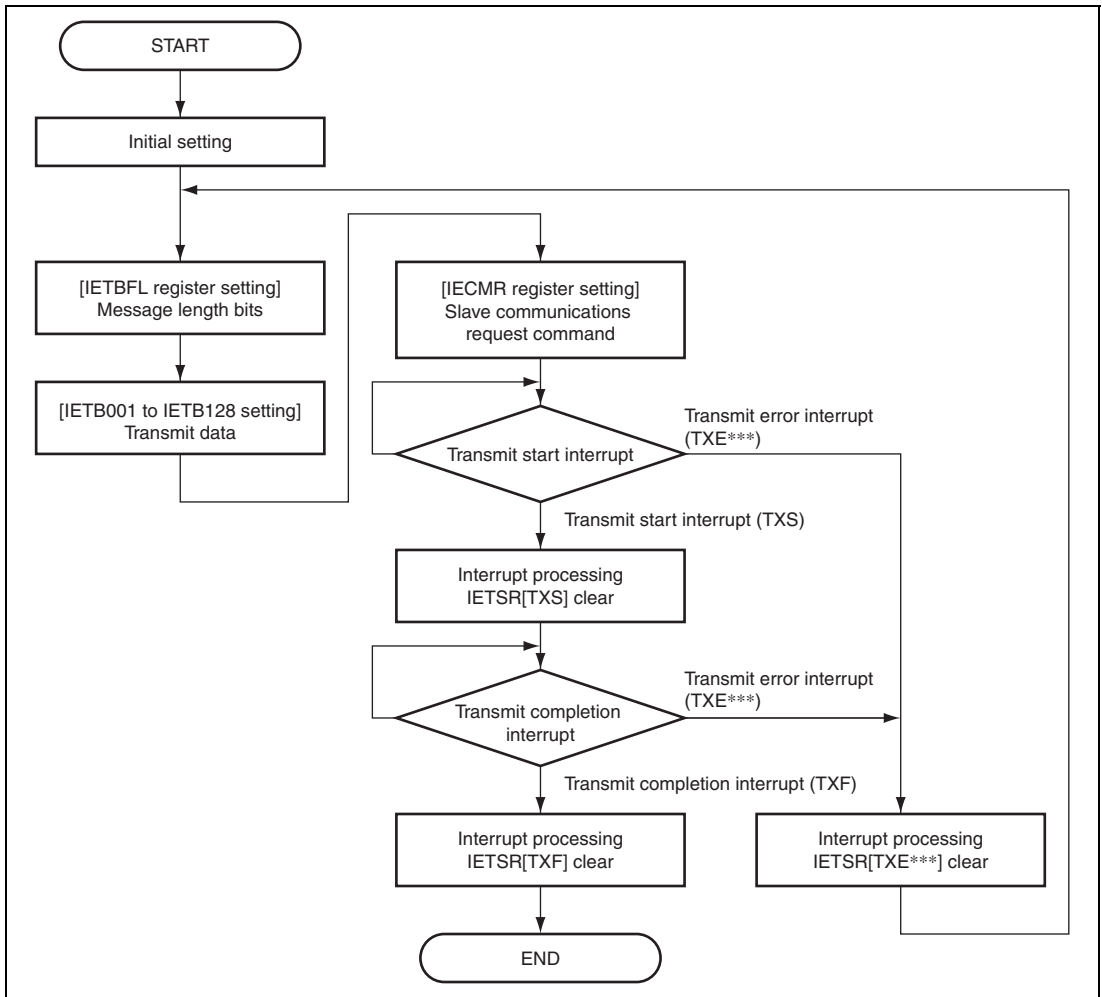 START
Initial setting
[IETBFL register setting]
Message length bits
[IETB001 to IETB128 setting]
Transmit data
[IECMR register setting]
Slave communications
request command
Transmit start interrupt
Transmit error interrupt
(TXE***)
Transmit start interrupt (TXS)
Interrupt processing
IETSR[TXS] clear
Transmit completion
interrupt
Transmit error interrupt
(TXE***)
Transmit completion interrupt (TXF)
Interrupt processing
IETSR[TXF] clear
Interrupt processing
IETSR[TXE***] clear
END